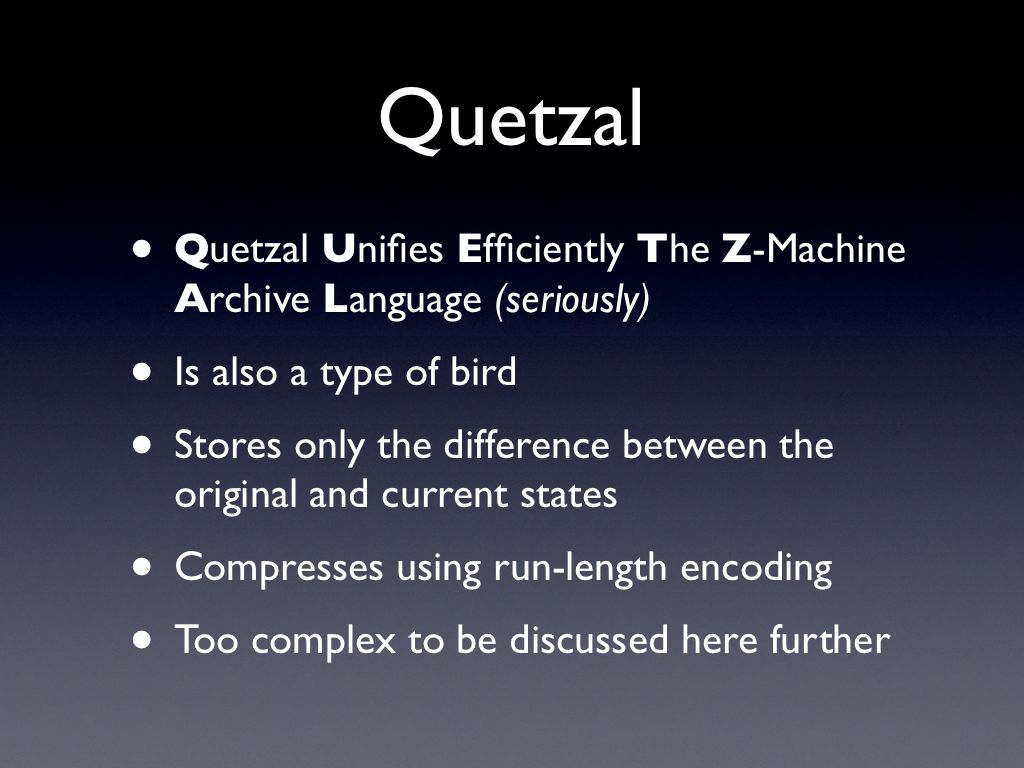 Quetzal
• Quetzal Unifies Efficiently The Z-Machine
Archive Language (seriously)
• Is also a type of bird
• Stores only the difference between the
original and current states
• Compresses using run-length encoding
• Too complex to be discussed here further